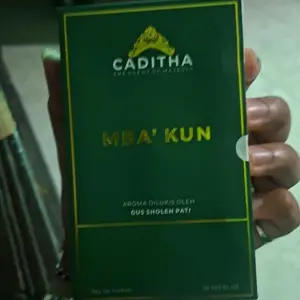 CADITHA
THE SCENT OF MAJESTY
MBA' KUN
AROMA DILUKIS OLEH
GUS SHOLEH PATI